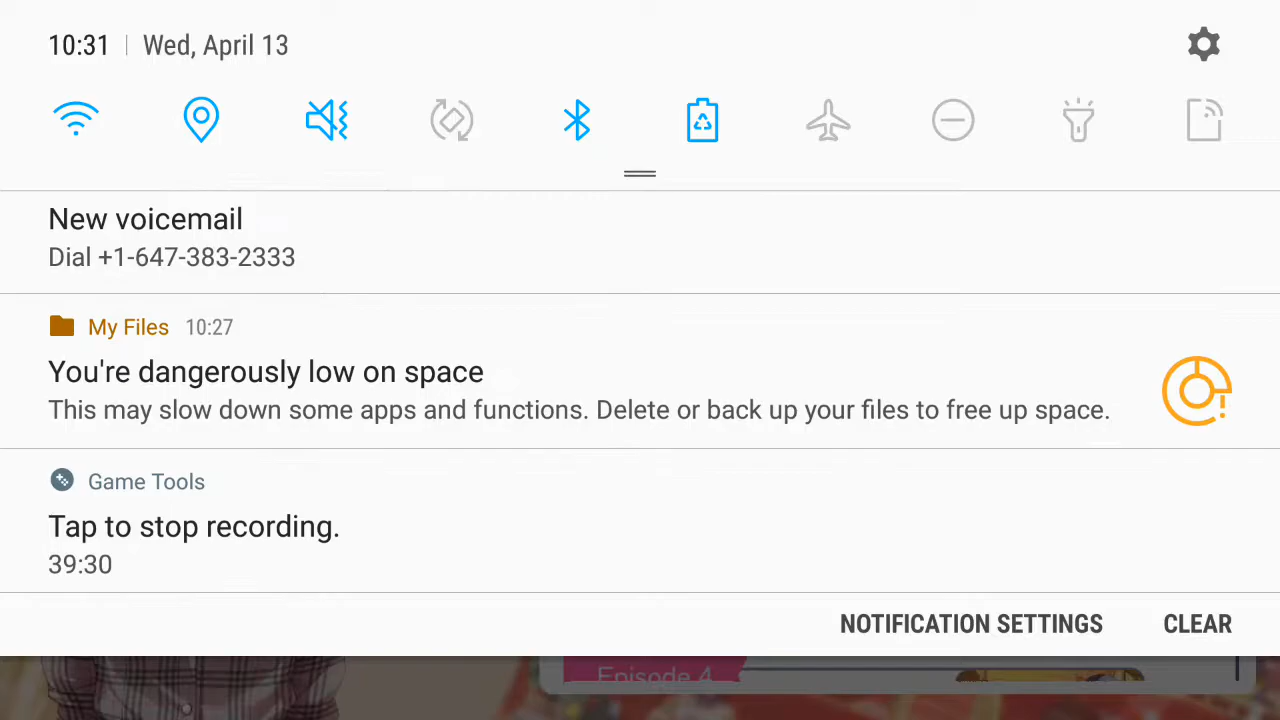 10:31 | Wed, April 13
New voicemail
Dial +1-647-383-2333
My Files 10:27
You're dangerously low on space
This may slow down some apps and functions. Delete or back up your files to free up space.
Game Tools
Tap to stop recording.
39:30
NOTIFICATION SETTINGS CLEAR
Episode 4